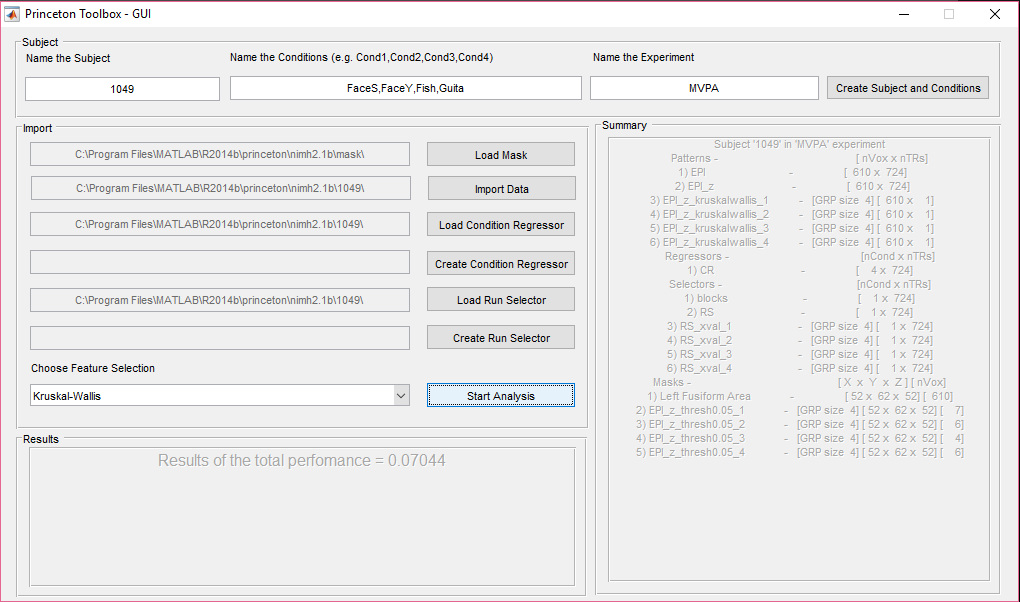 Princeton Toolbox - GUI
Subject
Name the Subject
Name the Conditions (e.g. Cond1,Cond2,Cond3,Cond4)
Name the Experiment
1049
FaceS,FaceY,Fish,Guita
MVPA
Create Subject and Conditions
Import
C:\Program Files\MATLAB\R2014b\princeton\nimh2.1b\mask\
Load Mask
C:\Program Files\MATLAB\R2014b\princeton\nimh2.1b\1049\
Import Data
C:\Program Files\MATLAB\R2014b\princeton\nimh2.1b\1049\
Load Condition Regressor
Create Condition Regressor
C:\Program Files\MATLAB\R2014b\princeton\nimh2.1b\1049\
Load Run Selector
Create Run Selector
Choose Feature Selection
Kruskal-Wallis
Start Analysis
Results
Results of the total perfomance = 0.07044
Summary
Subject '1049' in 'MVPA' experiment
Patterns - [ nVox x nTRs]
1) EPI - [ 610 x 724]
2) EPI_z - [ 610 x 724]
3) EPI_z_kruskalwallis_1 - [GRP size 4] [ 610 x 1]
4) EPI_z_kruskalwallis_2 - [GRP size 4] [ 610 x 1]
5) EPI_z_kruskalwallis_3 - [GRP size 4] [ 610 x 1]
6) EPI_z_kruskalwallis_4 - [GRP size 4] [ 610 x 1]
Regressors - [nCond x nTRs]
1) CR - [ 4 x 724]
Selectors - [nCond x nTRs]
1) blocks - [ 1 x 724]
2) RS - [ 1 x 724]
3) RS_xval_1 - [GRP size 4] [ 1 x 724]
4) RS_xval_2 - [GRP size 4] [ 1 x 724]
5) RS_xval_3 - [GRP size 4] [ 1 x 724]
6) RS_xval_4 - [GRP size 4] [ 1 x 724]
Masks - [ X x Y x Z ] [ nVox]
1) Left Fusiform Area - [ 52 x 62 x 52] [ 610]
2) EPI_z_thresh0.05_1 - [GRP size 4] [ 52 x 62 x 52] [ 7]
3) EPI_z_thresh0.05_2 - [GRP size 4] [ 52 x 62 x 52] [ 6]
4) EPI_z_thresh0.05_3 - [GRP size 4] [ 52 x 62 x 52] [ 4]
5) EPI_z_thresh0.05_4 - [GRP size 4] [ 52 x 62 x 52] [ 6]